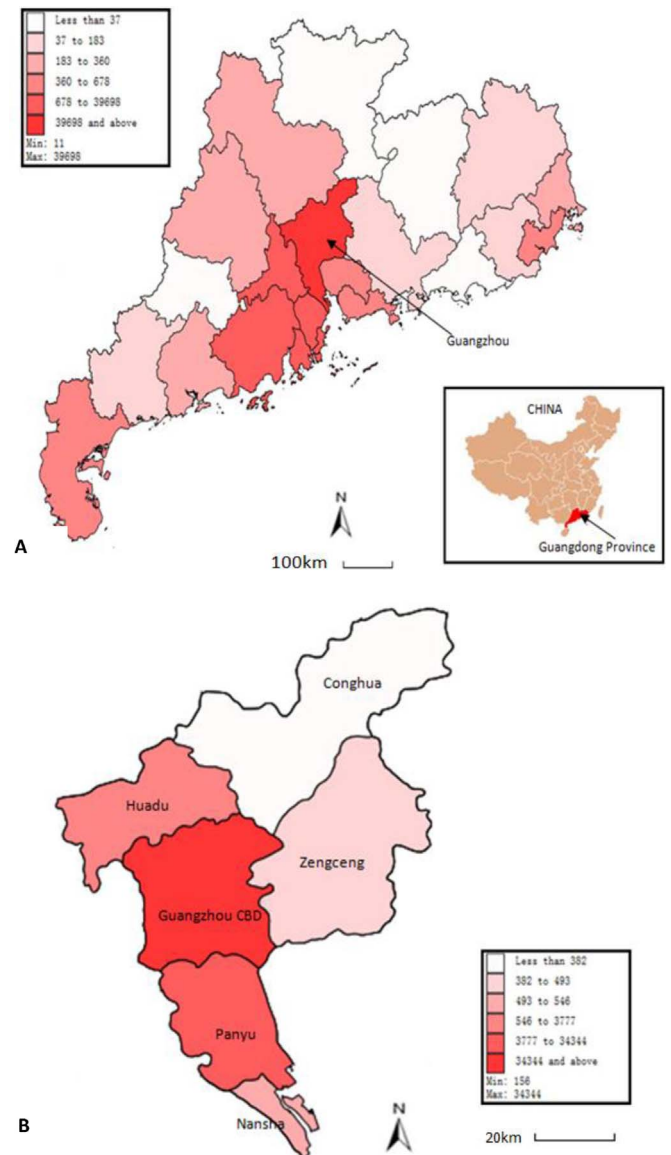 Less than 37
37 to 183
183 to 360
360 to 678
678 to 39698
39698 and above
Min: 11
Max: 39698
Guangzhou
CHINA
Guangdong Province
N
A
100km
Conghua
Huadu
Zengceng
Guangzhou CBD
Less than 382
382 to 493
493 to 546
546 to 3777
3777 to 34344
34344 and above
Min: 156
Max: 34344
Panyu
Nansha
N
B
20km